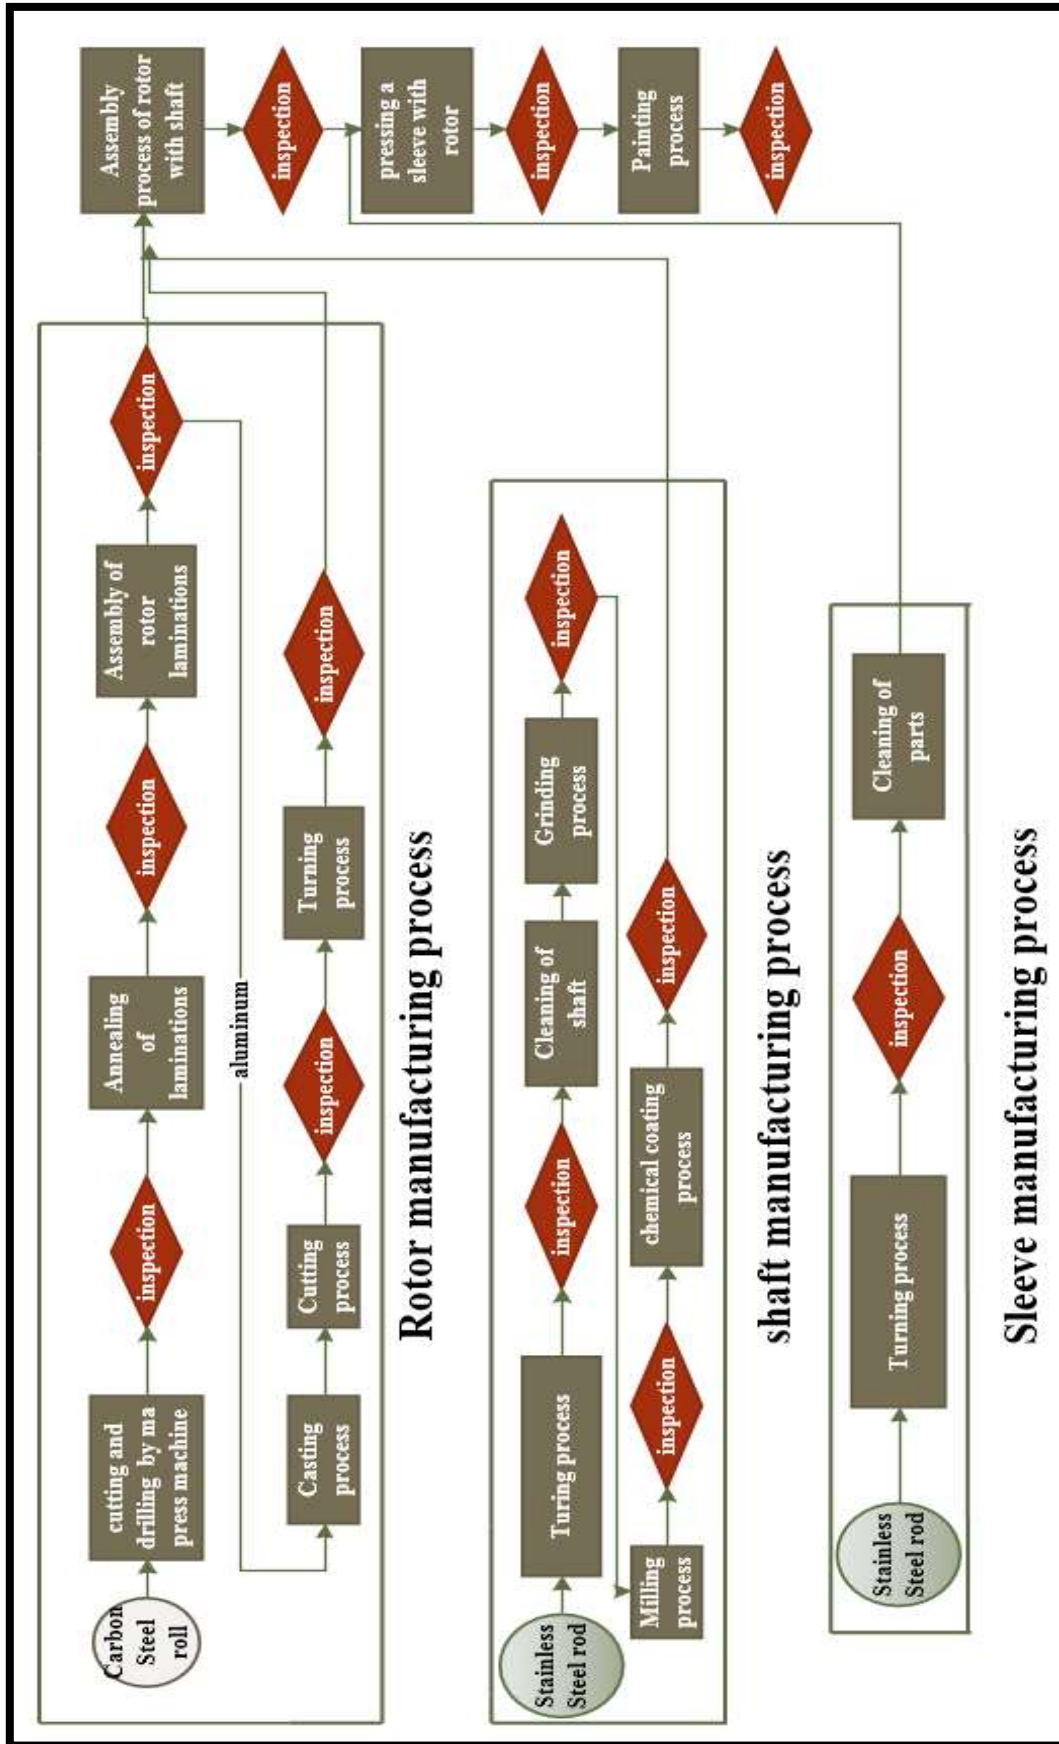 Carbon
Steel
roll
cutting and
drilling by ma
press machine
inspection
Annealing
of
laminations
inspection
Assembly of
rotor
laminations
inspection
aluminum
Casting
process
Cutting
process
inspection
Turning
process
inspection
Rotor manufacturing process
Stainless
Steel rod
Turing process
inspection
Cleaning of
shaft
Grinding
process
inspection
Milling
process
inspection
chemical coating
process
inspection
shaft manufacturing process
Stainless
Steel rod
Turning process
inspection
Cleaning of
parts
Sleeve manufacturing process
Assembly
process of rotor
with shaft
inspection
pressing a
sleeve with
rotor
inspection
Painting
process
inspection